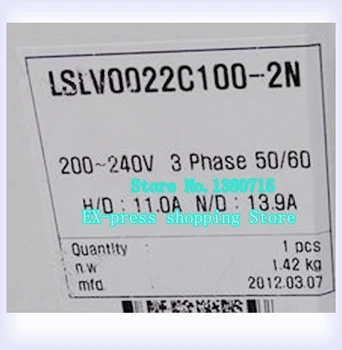 LSLV0022C100-2N
200~240V 3 Phase 50/60
Store No.1380715
H/D : 11.0A N/D : 13.9A
EX-press shopping Store
Quantity : 1 pcs
n.w 1.42 kg
mfd 2012.03.07